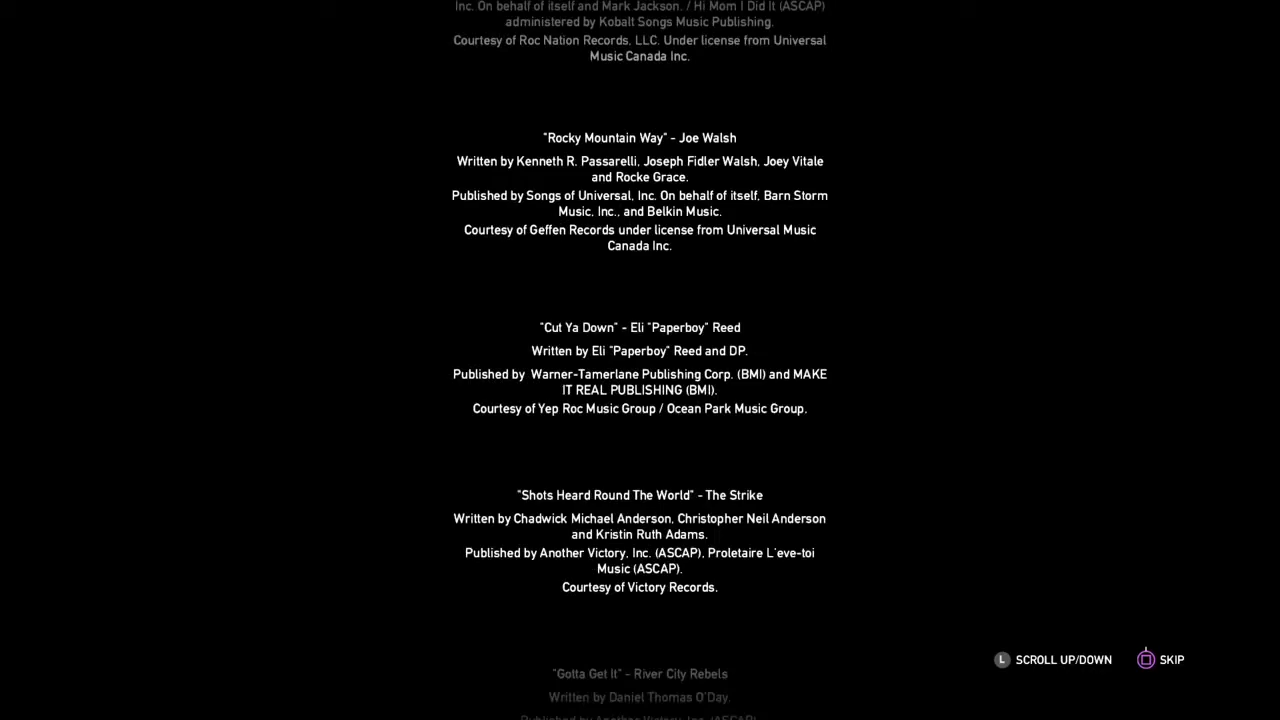 Inc. On behalf of itself and Mark Jackson. / Hi Mom I Did It (ASCAP)
administered by Kobalt Songs Music Publishing.
Courtesy of Roc Nation Records, LLC. Under license from Universal
Music Canada Inc.
"Rocky Mountain Way" - Joe Walsh
Written by Kenneth R. Passarelli, Joseph Fidler Walsh, Joey Vitale
and Rocke Grace.
Published by Songs of Universal, Inc. On behalf of itself, Barn Storm
Music, Inc., and Belkin Music.
Courtesy of Geffen Records under license from Universal Music
Canada Inc.
"Cut Ya Down" - Eli "Paperboy" Reed
Written by Eli "Paperboy" Reed and DP.
Published by Warner-Tamerlane Publishing Corp. (BMI) and MAKE
IT REAL PUBLISHING (BMI).
Courtesy of Yep Roc Music Group / Ocean Park Music Group.
"Shots Heard Round The World" - The Strike
Written by Chadwick Michael Anderson, Christopher Neil Anderson
and Kristin Ruth Adams.
Published by Another Victory, Inc. (ASCAP), Proletaire L'eve-toi
Music (ASCAP).
Courtesy of Victory Records.
L SCROLL UP/DOWN
SKIP
"Gotta Get It" - River City Rebels
Written by Daniel Thomas O'Day.
Published by Another Victory, Inc. (ASCAP)